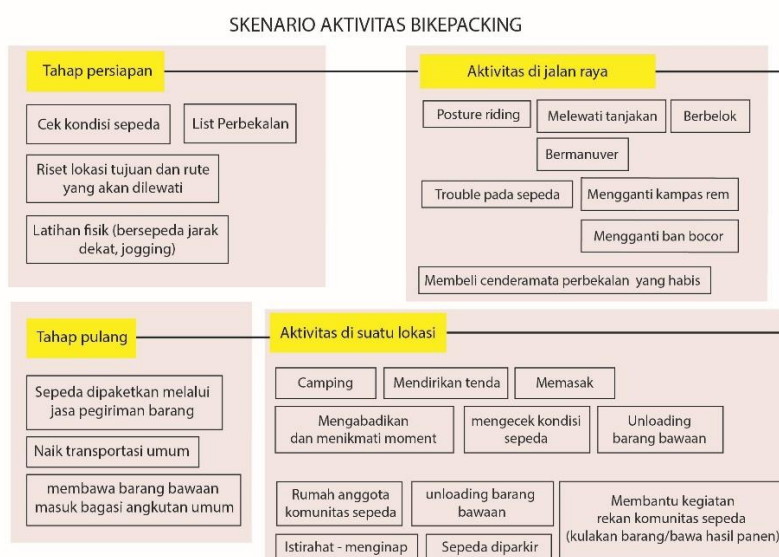 SKENARIO AKTIVITAS BIKEPACKING
Tahap persiapan
Cek kondisi sepeda
List Perbekalan
Riset lokasi tujuan dan rute
yang akan dilewati
Latihan fisik (bersepeda jarak
dekat, jogging)
Aktivitas di jalan raya
Posture riding
Melewati tanjakan
Berbelok
Bermanuver
Trouble pada sepeda
Mengganti kampas rem
Mengganti ban bocor
Membeli cenderamata perbekalan yang habis
Tahap pulang
Sepeda dipaketkan melalui
jasa pegiriman barang
Naik transportasi umum
membawa barang bawaan
masuk bagasi angkutan umum
Aktivitas di suatu lokasi
Camping
Mendirikan tenda
Memasak
Mengabadikan
dan menikmati moment
mengecek kondisi
sepeda
Unloading
barang bawaan
Rumah anggota
komunitas sepeda
unloading barang
bawaan
Membantu kegiatan
rekan komunitas sepeda
(kulakan barang/bawa hasil panen)
Istirahat - menginap
Sepeda diparkir